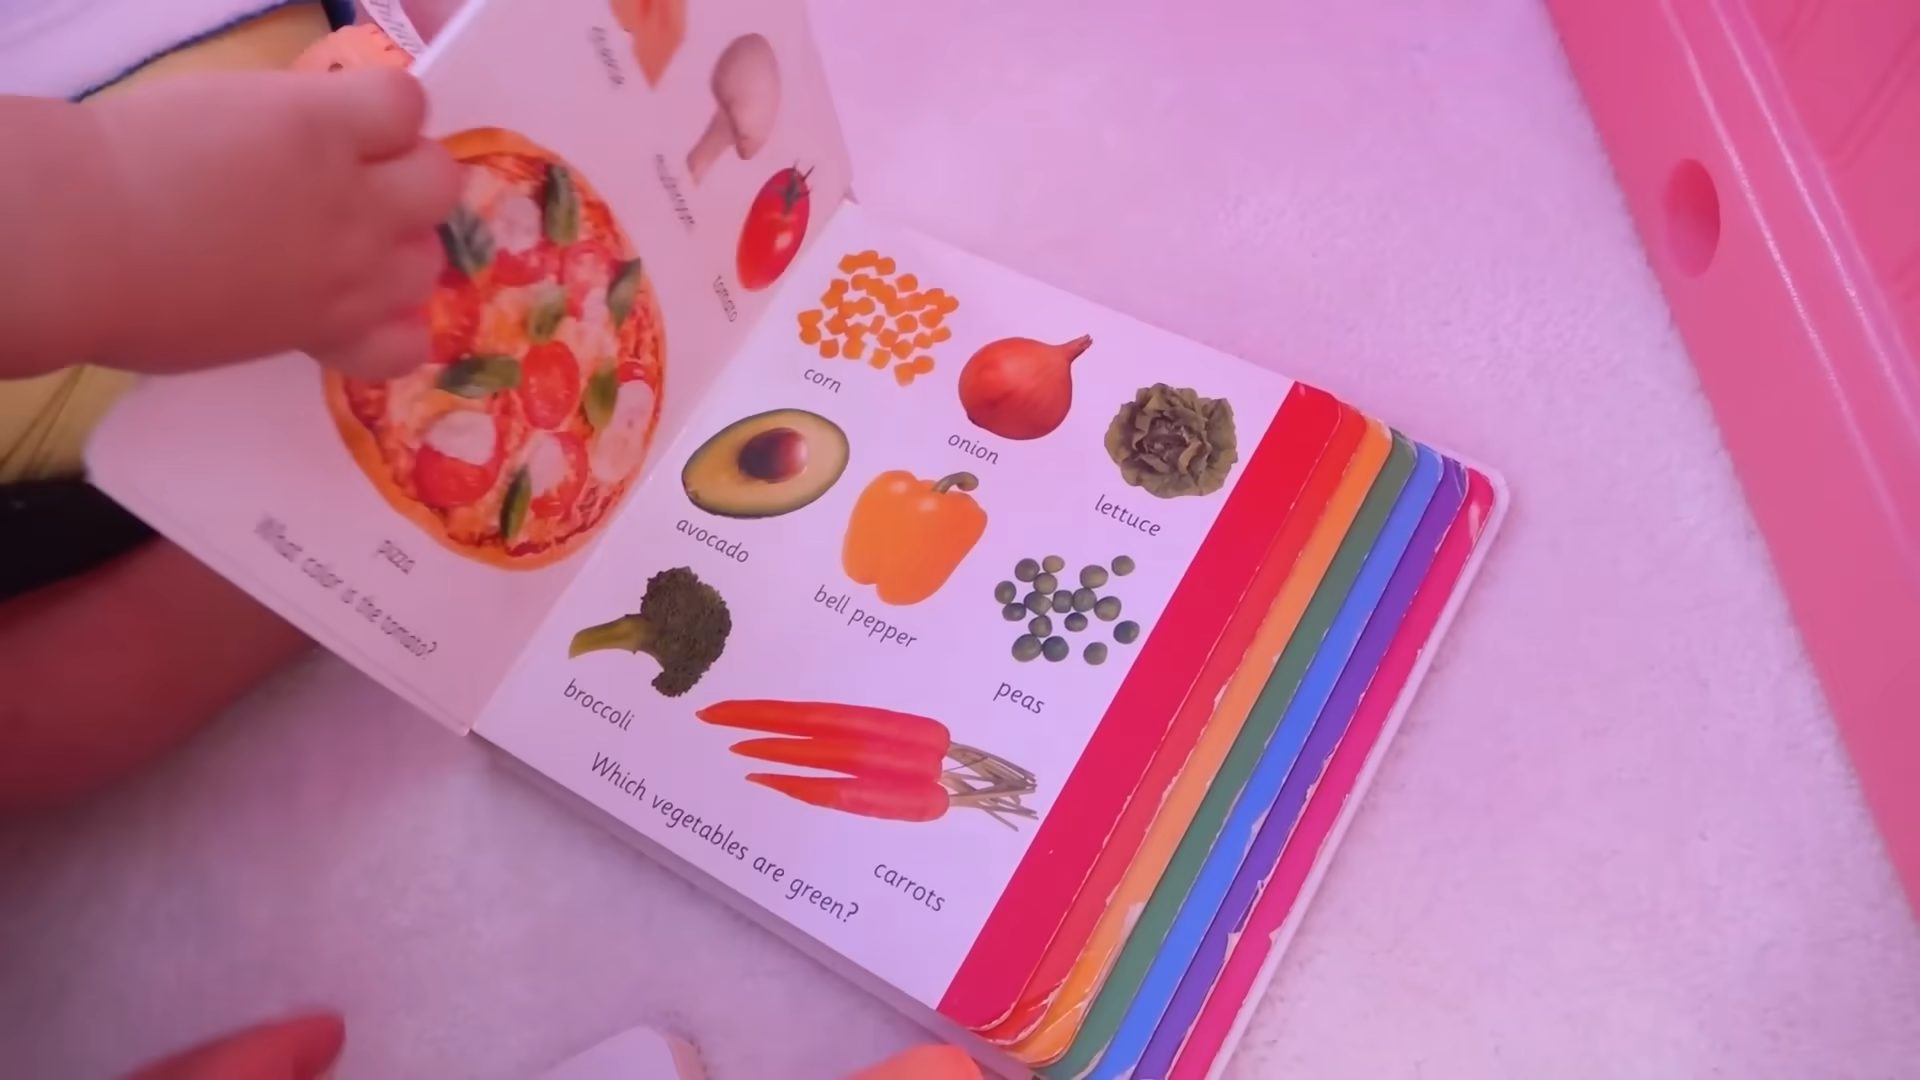 tomato
pizza
What color is the tomato?
corn
onion
lettuce
avocado
bell pepper
peas
broccoli
carrots
Which vegetables are green?